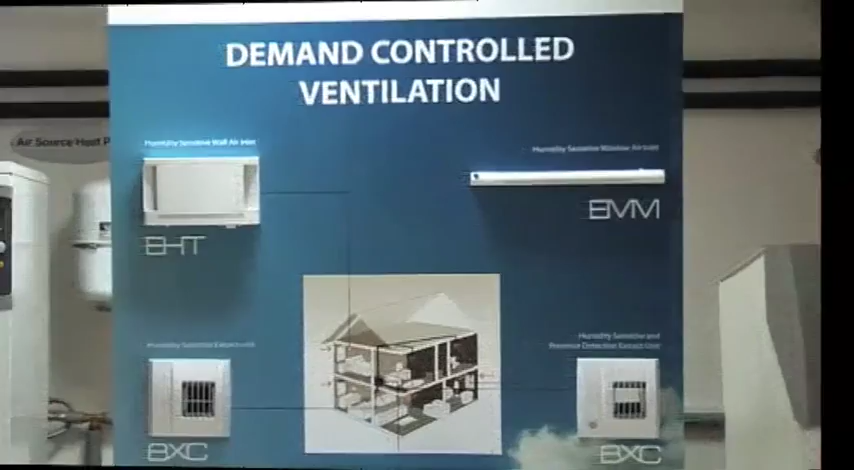 DEMAND CONTROLLED
VENTILATION
Air Source Heat P
Humidity Sensitive Wall Air Inlet
Humidity Sensitive Window Air Inlet
EHT
EMM
Humidity Sensitive Extract Unit
Humidity Sensitive and
Presence Detection Extract Unit
BXC
BXC